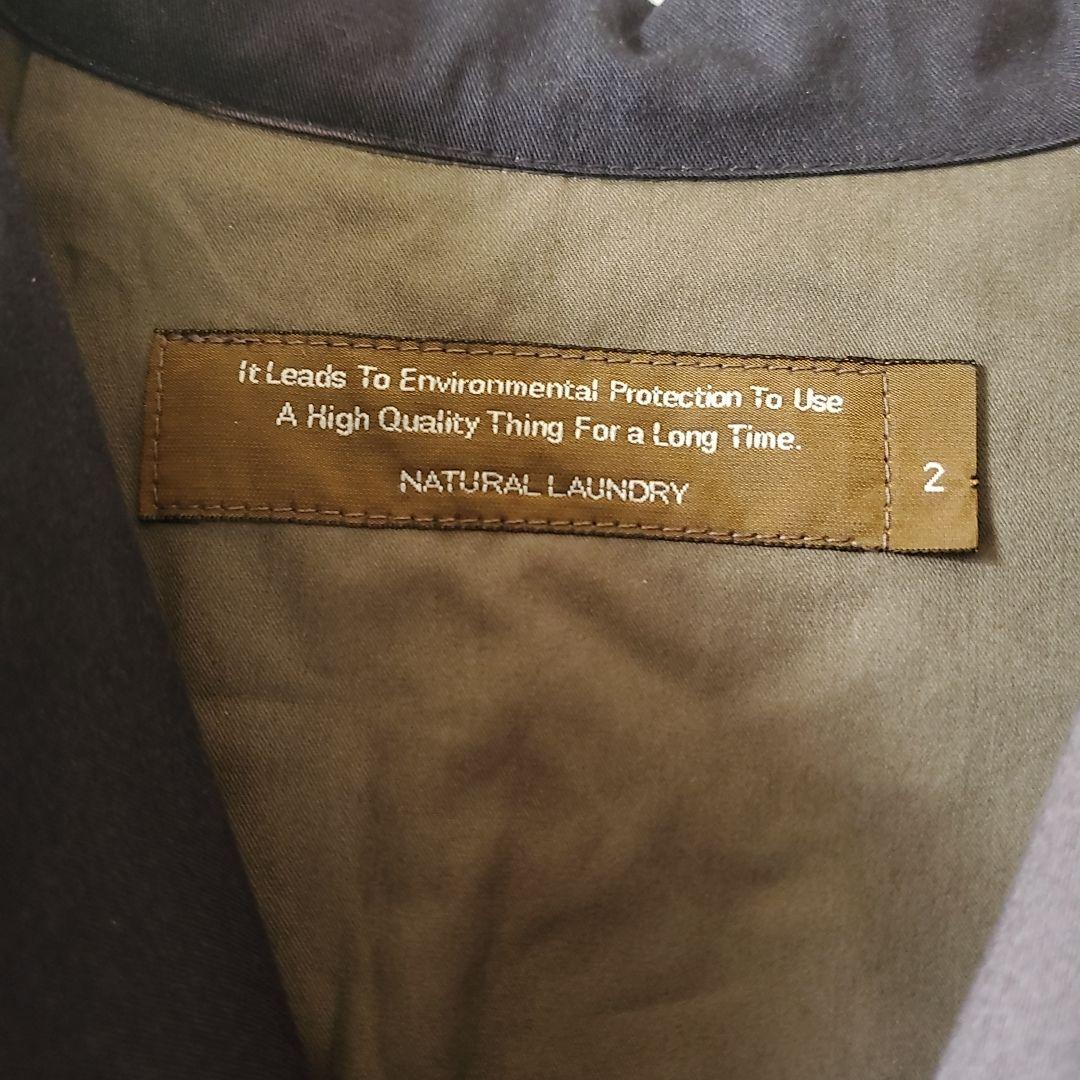 It Leads To Environmental Protection To Use
A High Quality Thing For a Long Time.
NATURAL LAUNDRY
2